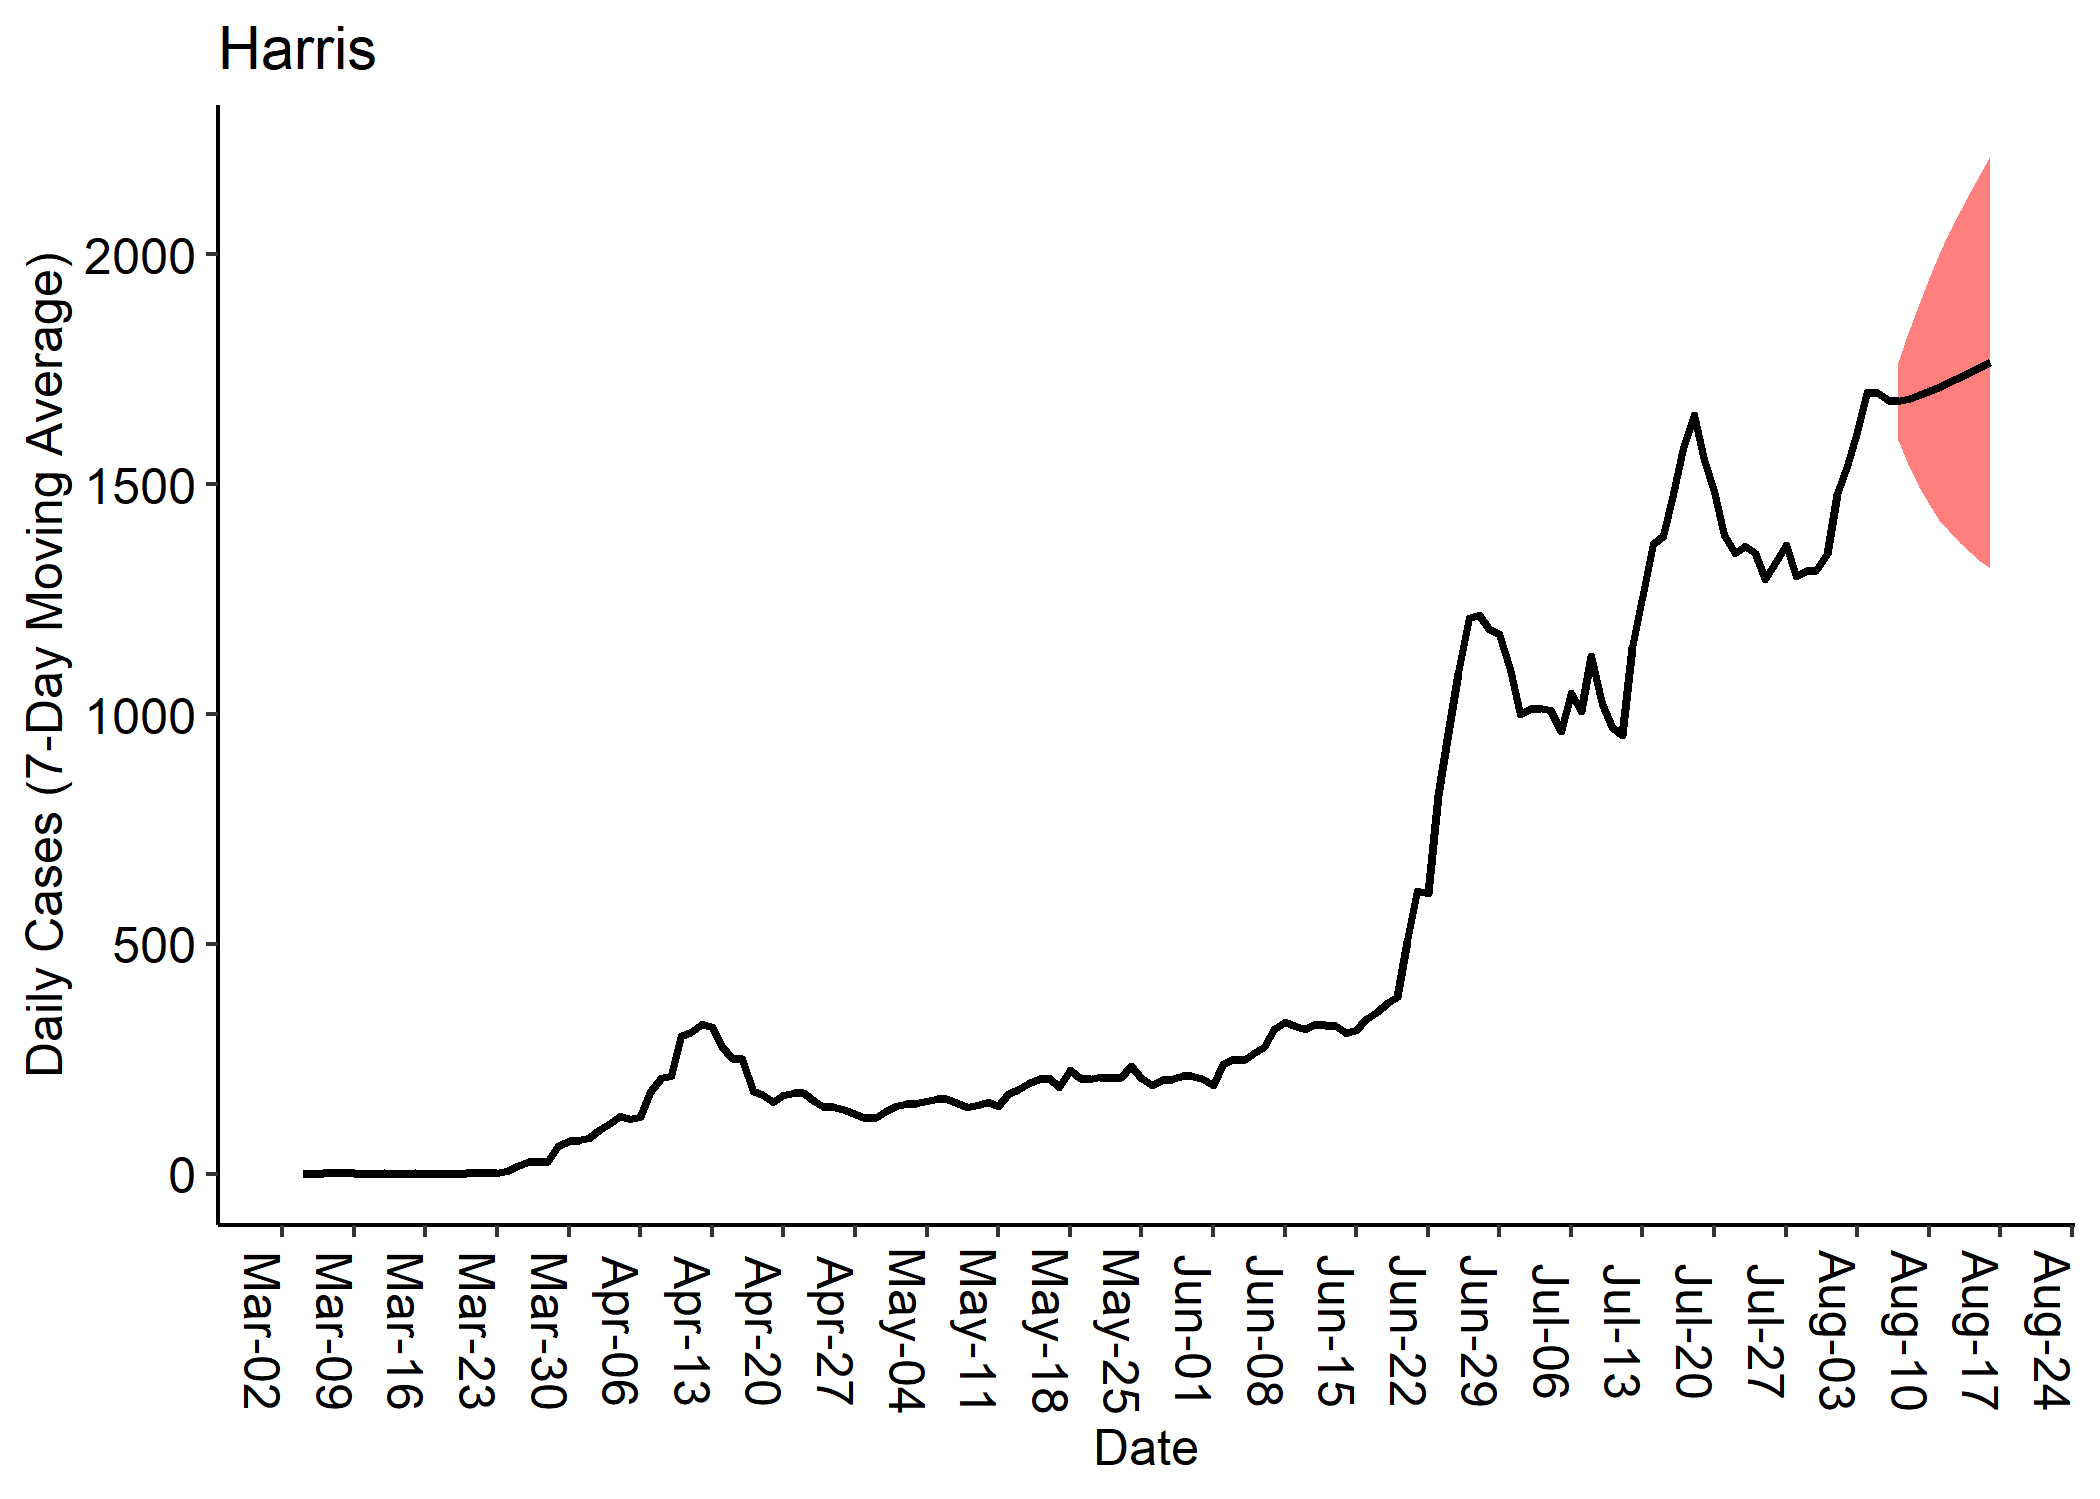 Harris
Daily Cases (7-Day Moving Average)
2000
1500
1000
500
0
Mar-02
Mar-09
Mar-16
Mar-23
Mar-30
Apr-06
Apr-13
Apr-20
Apr-27
May-04
May-11
May-18
May-25
Jun-01
Jun-08
Jun-15
Jun-22
Jun-29
Jul-06
Jul-13
Jul-20
Jul-27
Aug-03
Aug-10
Aug-17
Aug-24
Date